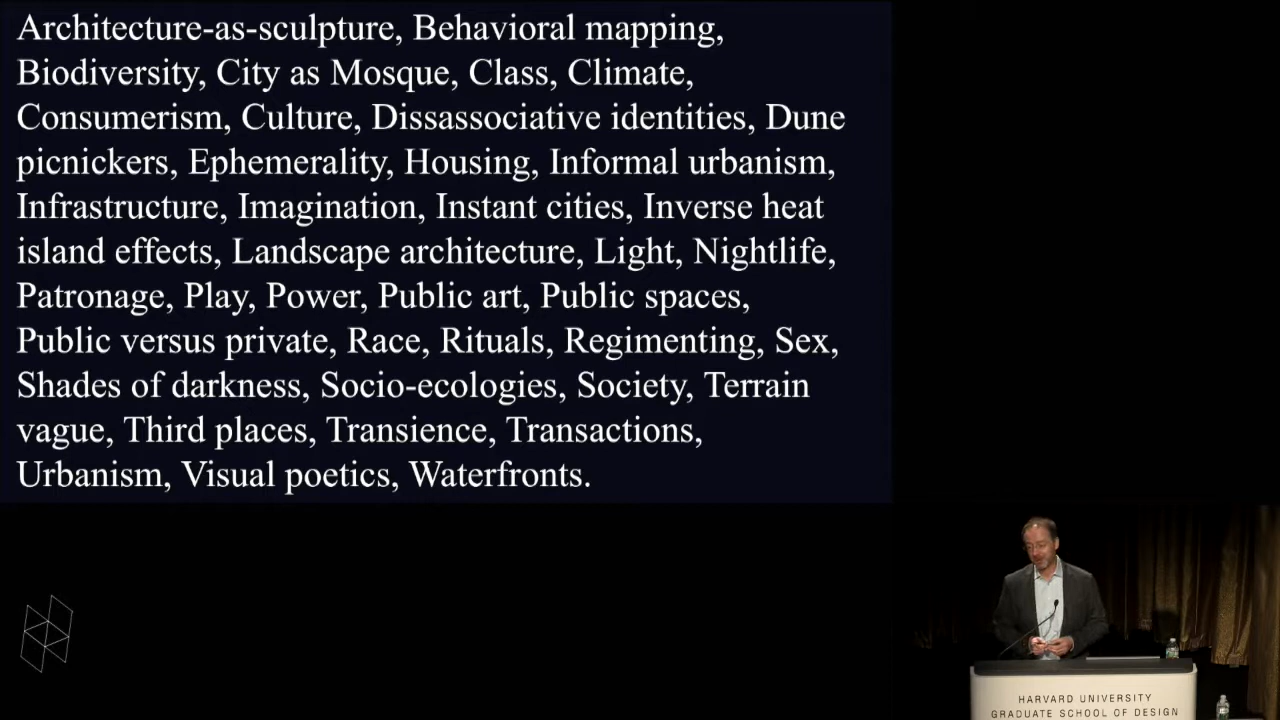 Architecture-as-sculpture, Behavioral mapping,
Biodiversity, City as Mosque, Class, Climate,
Consumerism, Culture, Dissassociative identities, Dune
picnickers, Ephemerality, Housing, Informal urbanism,
Infrastructure, Imagination, Instant cities, Inverse heat
island effects, Landscape architecture, Light, Nightlife,
Patronage, Play, Power, Public art, Public spaces,
Public versus private, Race, Rituals, Regimenting, Sex,
Shades of darkness, Socio-ecologies, Society, Terrain
vague, Third places, Transience, Transactions,
Urbanism, Visual poetics, Waterfronts.
HARVARD UNIVERSITY
GRADUATE SCHOOL OF DESIGN